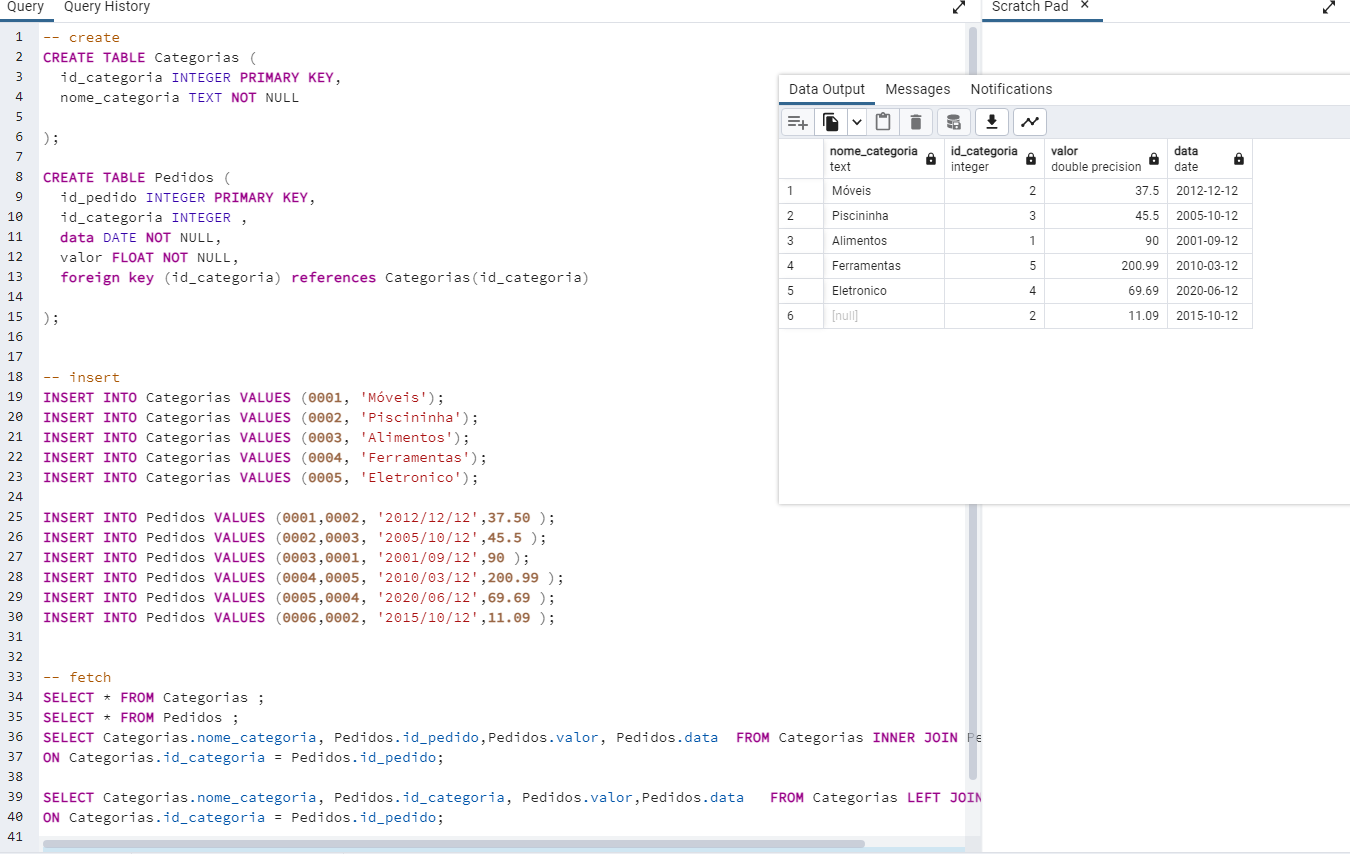 Query Query History
Scratch Pad ×
1 -- create
2 CREATE TABLE Categorias (
3 id_categoria INTEGER PRIMARY KEY,
4 nome_categoria TEXT NOT NULL
5
6 );
7
8 CREATE TABLE Pedidos (
9 id_pedido INTEGER PRIMARY KEY,
10 id_categoria INTEGER ,
11 data DATE NOT NULL,
12 valor FLOAT NOT NULL,
13 foreign key (id_categoria) references Categorias(id_categoria)
14
15 );
16
17
18 -- insert
19 INSERT INTO Categorias VALUES (0001, 'Móveis');
20 INSERT INTO Categorias VALUES (0002, 'Piscininha');
21 INSERT INTO Categorias VALUES (0003, 'Alimentos');
22 INSERT INTO Categorias VALUES (0004, 'Ferramentas');
23 INSERT INTO Categorias VALUES (0005, 'Eletronico');
24
25 INSERT INTO Pedidos VALUES (0001,0002, '2012/12/12',37.50 );
26 INSERT INTO Pedidos VALUES (0002,0003, '2005/10/12',45.5 );
27 INSERT INTO Pedidos VALUES (0003,0001, '2001/09/12',90 );
28 INSERT INTO Pedidos VALUES (0004,0005, '2010/03/12',200.99 );
29 INSERT INTO Pedidos VALUES (0005,0004, '2020/06/12',69.69 );
30 INSERT INTO Pedidos VALUES (0006,0002, '2015/10/12',11.09 );
31
32
33 -- fetch
34 SELECT * FROM Categorias ;
35 SELECT * FROM Pedidos ;
36 SELECT Categorias.nome_categoria, Pedidos.id_pedido,Pedidos.valor, Pedidos.data FROM Categorias INNER JOIN Pe
37 ON Categorias.id_categoria = Pedidos.id_pedido;
38
39 SELECT Categorias.nome_categoria, Pedidos.id_categoria, Pedidos.valor,Pedidos.data FROM Categorias LEFT JOIN
40 ON Categorias.id_categoria = Pedidos.id_pedido;
41
Data Output Messages Notifications
nome_categoria id_categoria valor data
text integer double precision date
1 Móveis 2 37.5 2012-12-12
2 Piscininha 3 45.5 2005-10-12
3 Alimentos 1 90 2001-09-12
4 Ferramentas 5 200.99 2010-03-12
5 Eletronico 4 69.69 2020-06-12
6 [null] 2 11.09 2015-10-12